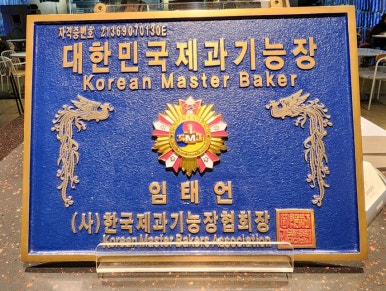 자격증번호 21369070130E
대한민국제과기능장
Korean Master Baker
M
임태언
(사)한국제과기능장협회장
Korean Master Bakers Association